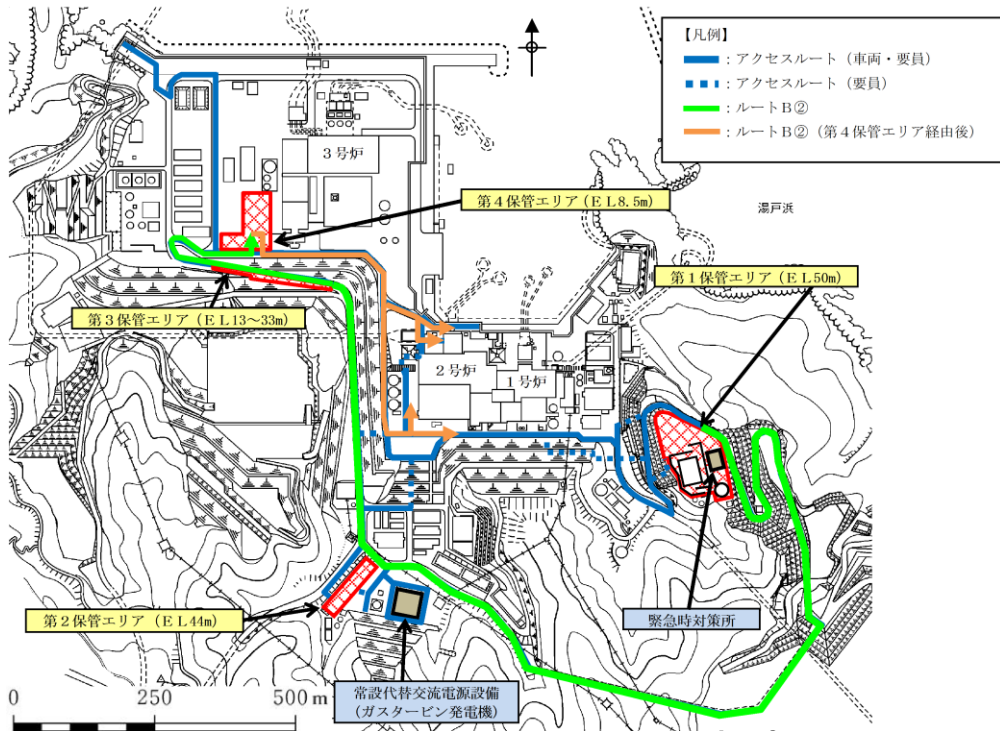 【凡例】
：アクセスルート（車両・要員）
：アクセスルート（要員）
：ルートB②
：ルートB②（第４保管エリア経由後）
３号炉
第４保管エリア（ＥＬ8.5m）
湯戸浜
第１保管エリア（ＥＬ50m）
第３保管エリア（ＥＬ13～33m）
２号炉
１号炉
第２保管エリア（ＥＬ44m）
緊急時対策所
常設代替交流電源設備
（ガスタービン発電機）
0 250 500 m